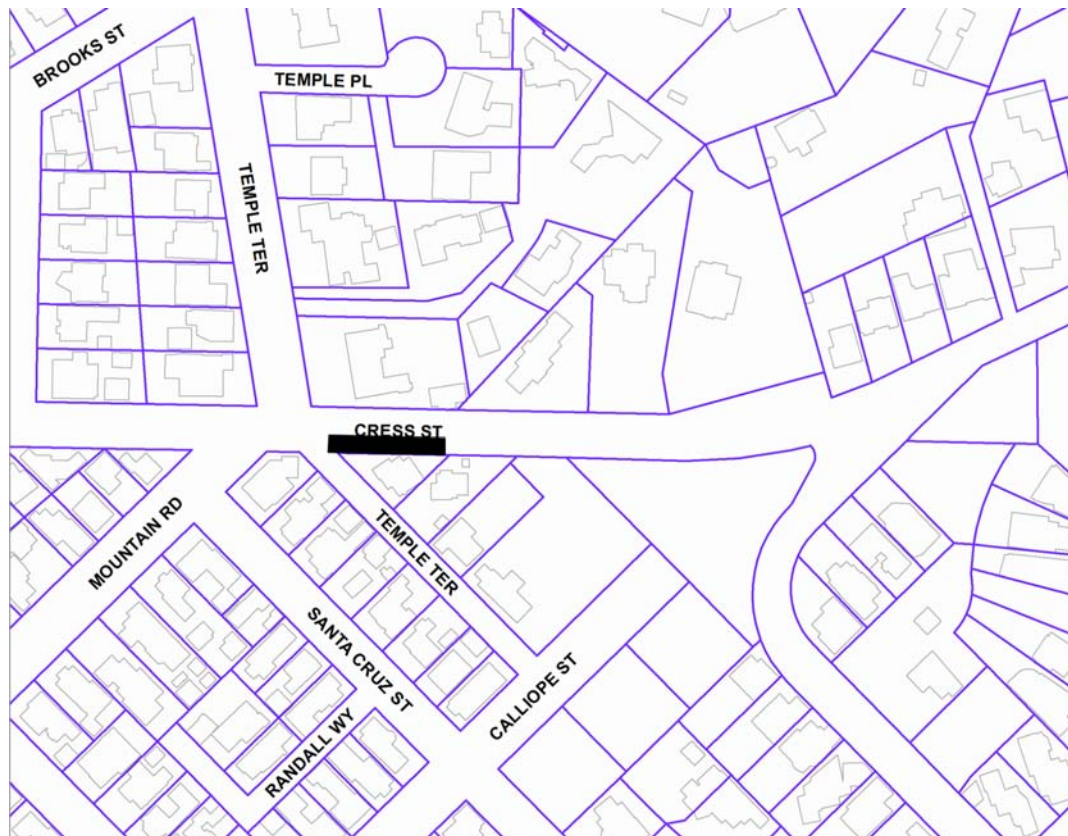 BROOKS ST
TEMPLE PL
TEMPLE TER
CRESS ST
MOUNTAIN RD
TEMPLE TER
SANTA CRUZ ST
CALLIOPE ST
RANDALL WY